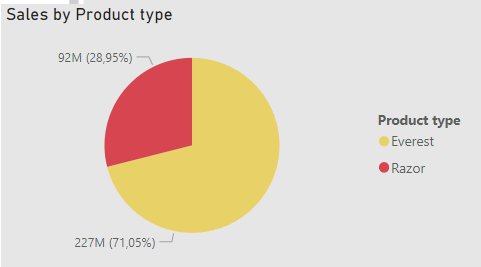 Sales by Product type
92M (28,95%)
Product type
Everest
Razor
227M (71,05%)